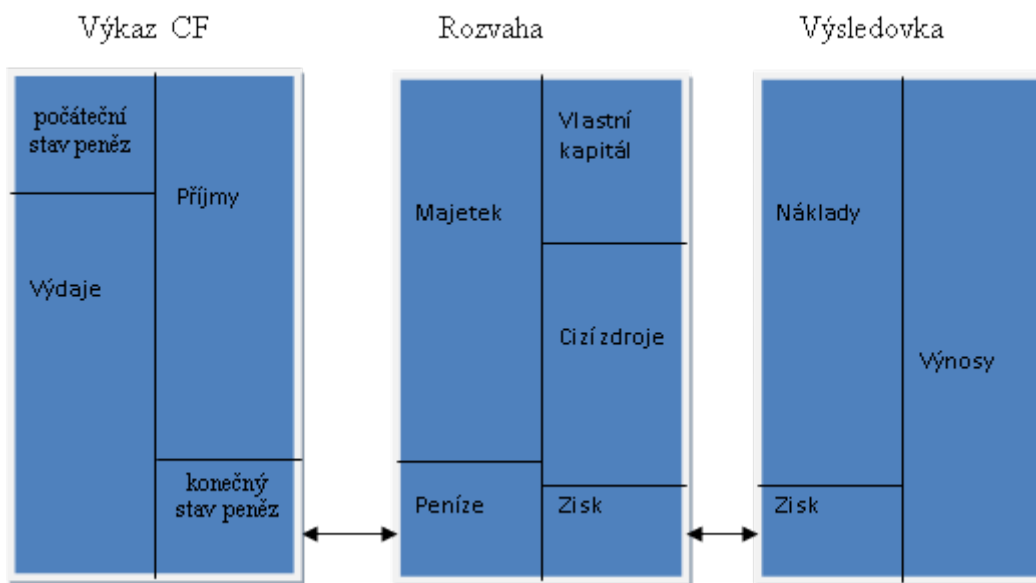 Výkaz CF
Rozvaha
Výsledovka
počáteční
stav peněz
Příjmy
Výdaje
konečný
stav peněz
Majetek
Vlastní
kapitál
Cizí zdroje
Peníze
Zisk
Náklady
Výnosy
Zisk